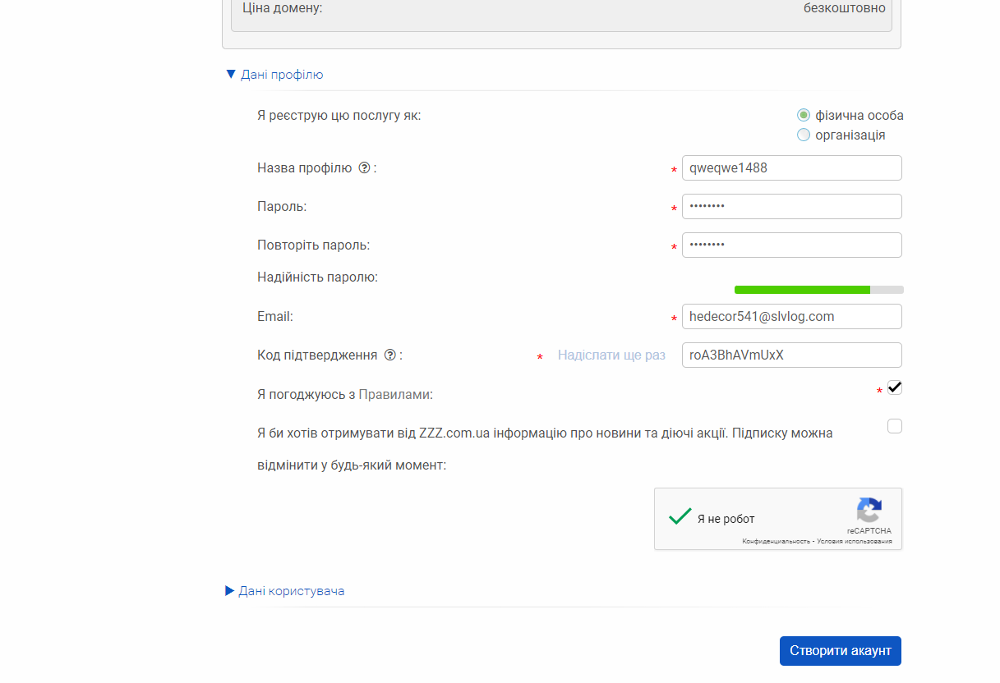 Ціна домену: безкоштовно
▼ Дані профілю
Я реєструю цю послугу як: фізична особа
організація
Назва профілю ? : * qweqwe1488
Пароль: * ••••••••
Повторіть пароль: * ••••••••
Надійність паролю:
Email: * hedecor541@slvlog.com
Код підтвердження ? : * Надіслати ще раз roA3BhAVmUxX
Я погоджуюсь з Правилами: *
Я би хотів отримувати від ZZZ.com.ua інформацію про новини та діючі акції. Підписку можна
відмінити у будь-який момент:
Я не робот
reCAPTCHA
Конфиденциальность - Условия использования
▶ Дані користувача
Створити акаунт